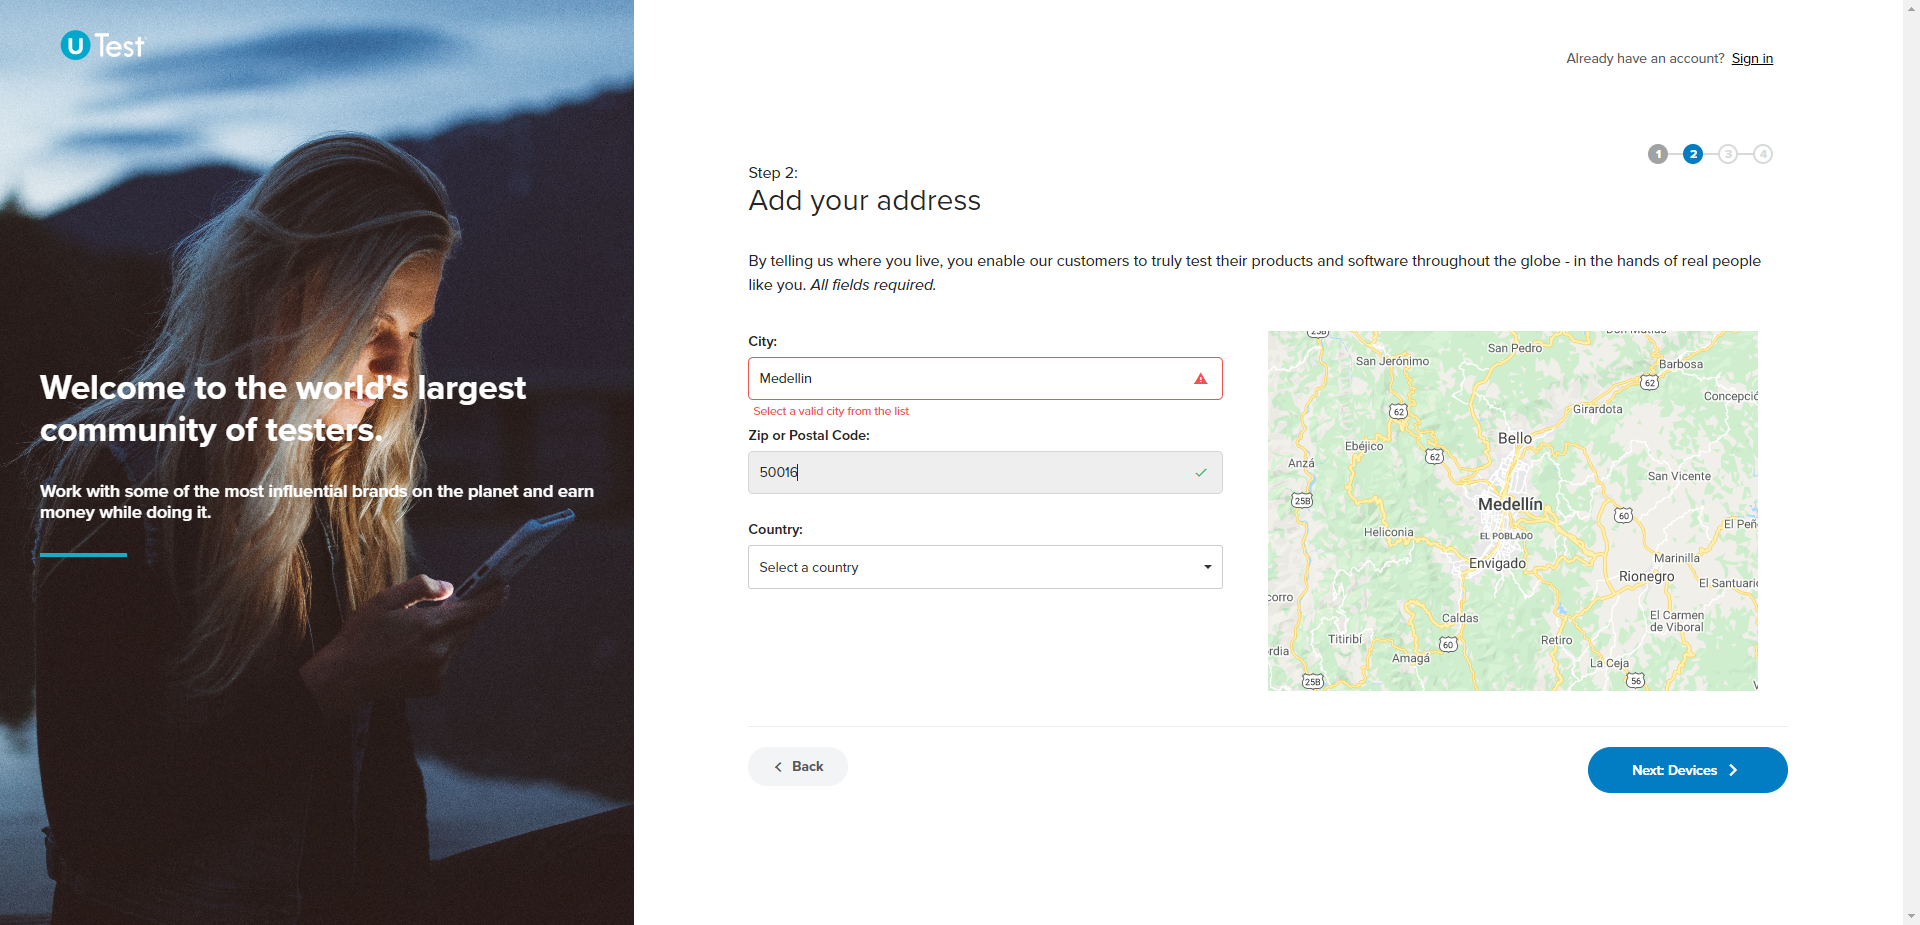 U Test
Welcome to the world's largest
community of testers.
Work with some of the most influential brands on the planet and earn
money while doing it.
Already have an account? Sign in
1 2 3 4
Step 2:
Add your address
By telling us where you live, you enable our customers to truly test their products and software throughout the globe - in the hands of real people
like you. All fields required.
City:
Medellin
Select a valid city from the list
Zip or Postal Code:
50016
Country:
Select a country
25B
San Pedro
San Jerónimo
Barbosa
62
Concepció
62
Girardota
Bello
Ebéjico
62
Anzá
San Vicente
25B
Medellín
60
El Peñ
Heliconia
EL POBLADO
Marinilla
Envigado
Rionegro
El Santuari
corro
El Carmen
de Viboral
Caldas
Titiribí
60
Retiro
rdia
Amagá
La Ceja
25B
56
Back
Next: Devices